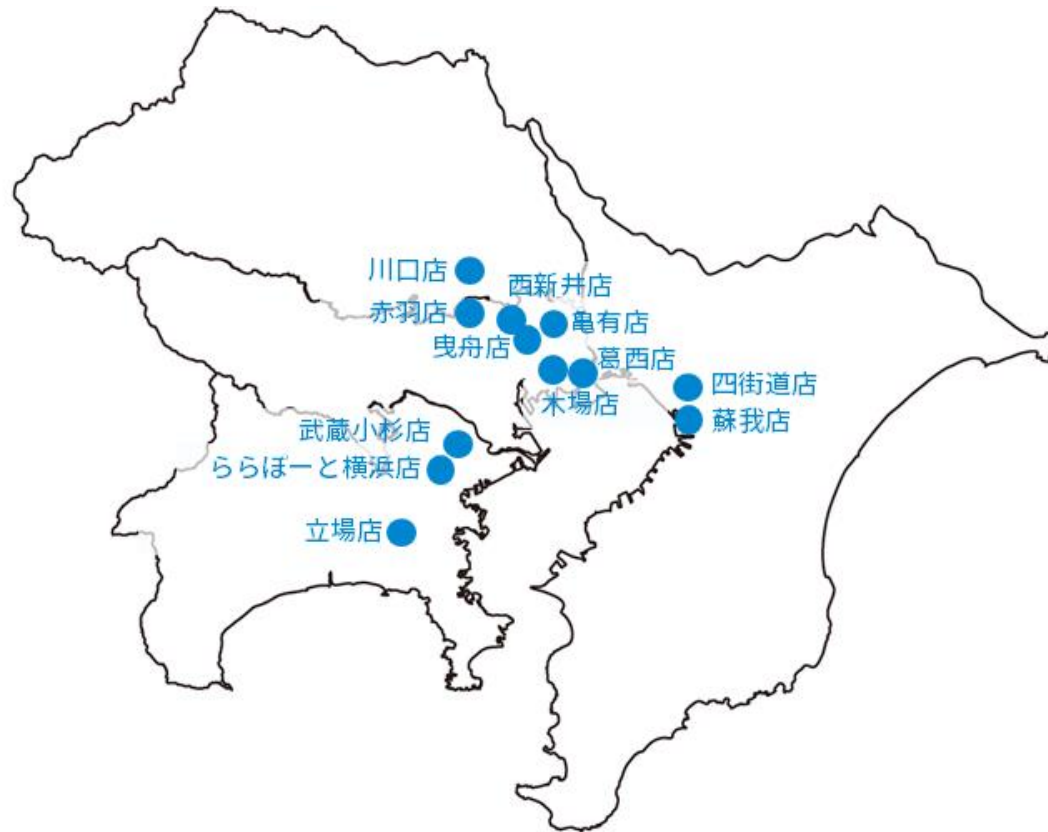 川口店
西新井店
赤羽店
亀有店
曳舟店
葛西店
木場店
四街道店
蘇我店
武蔵小杉店
ららぽーと横浜店
立場店